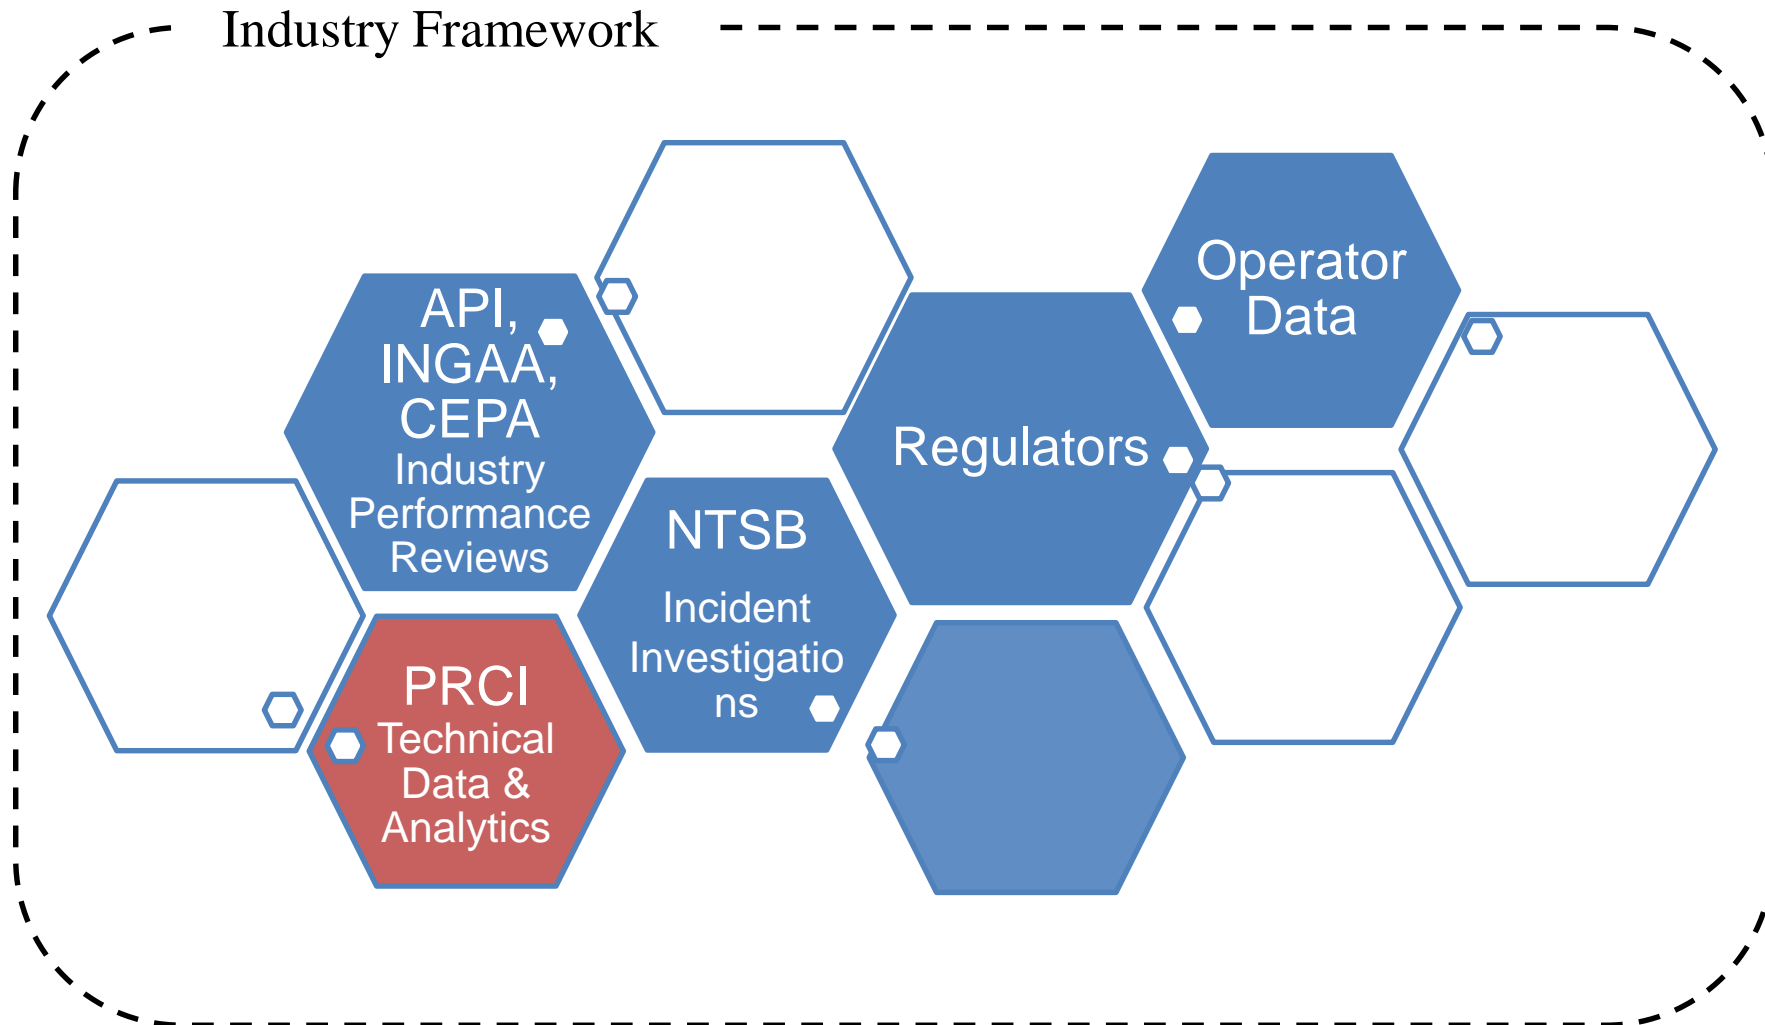 Industry Framework
API,
INGAA,
CEPA
Industry
Performance
Reviews
NTSB
Incident
Investigatio
ns
PRCI
Technical
Data &
Analytics
Regulators
Operator
Data